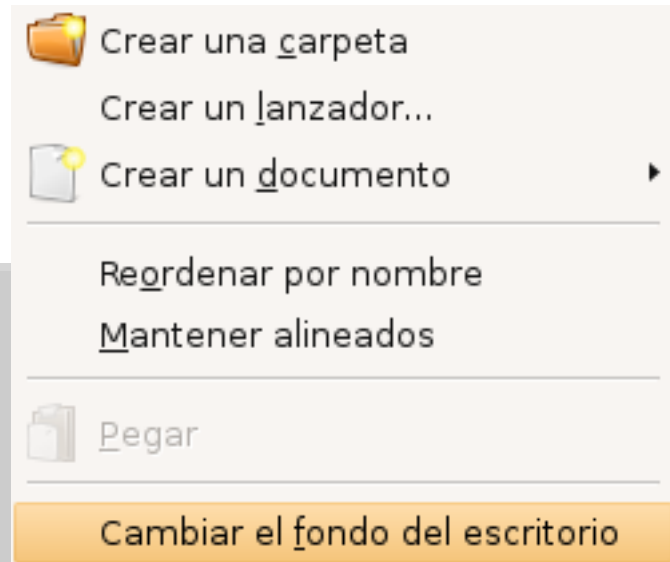 Crear una carpeta
Crear un lanzador...
Crear un documento
Reordenar por nombre
Mantener alineados
Pegar
Cambiar el fondo del escritorio